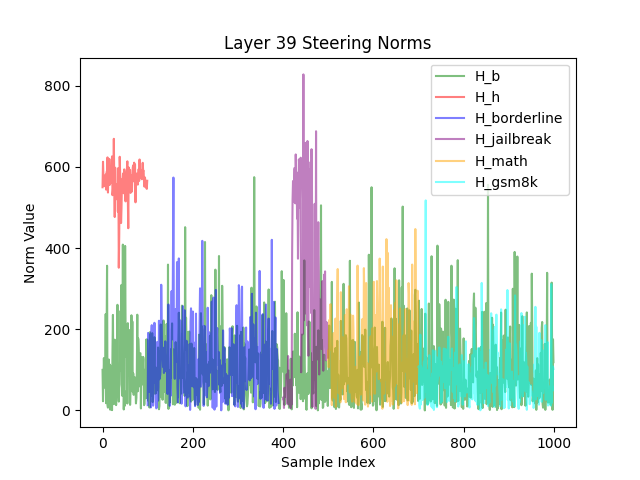 Layer 39 Steering Norms
H_b
H_h
H_borderline
H_jailbreak
H_math
H_gsm8k
Norm Value
800
600
400
200
0
0 200 400 600 800 1000
Sample Index